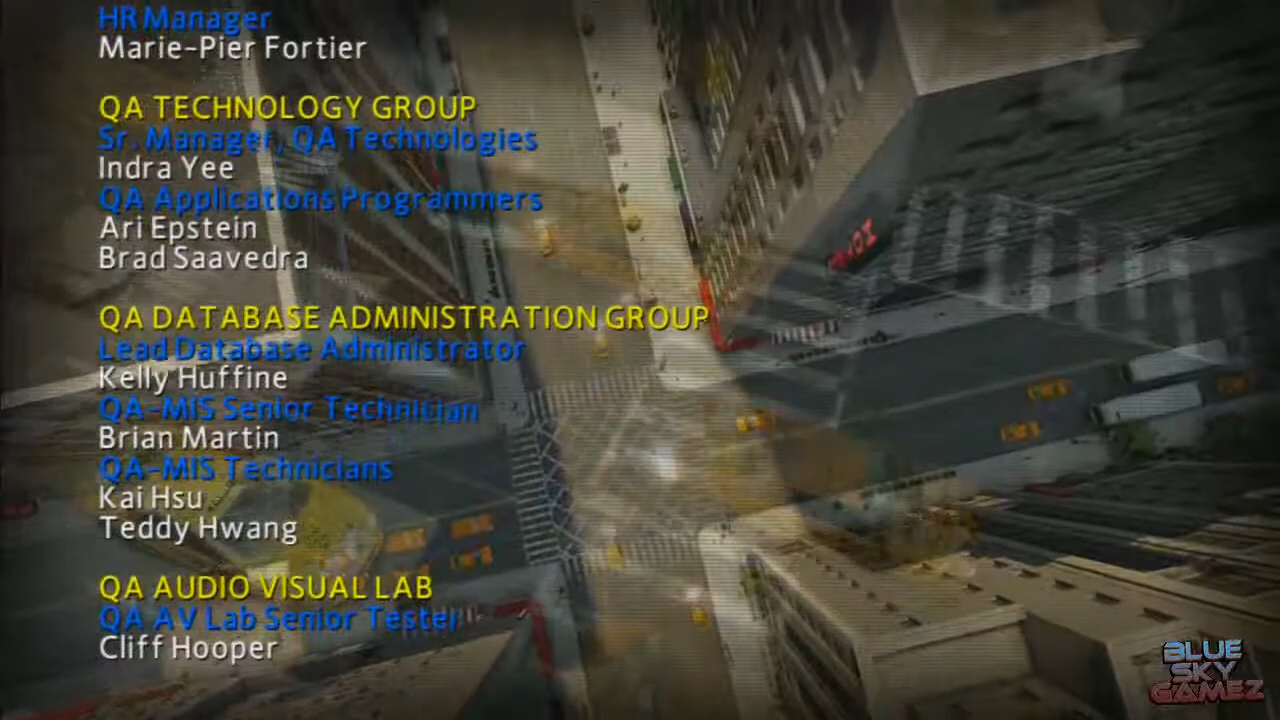 HR Manager
Marie-Pier Fortier
QA TECHNOLOGY GROUP
Sr. Manager, QA Technologies
Indra Yee
QA Applications Programmers
Ari Epstein
Brad Saavedra
QA DATABASE ADMINISTRATION GROUP
Lead Database Administrator
Kelly Huffine
QA-MIS Senior Technician
Brian Martin
QA-MIS Technicians
Kai Hsu
Teddy Hwang
QA AUDIO VISUAL LAB
QA AV Lab Senior Tester
Cliff Hooper
BLUE
SKY
GAMEZ